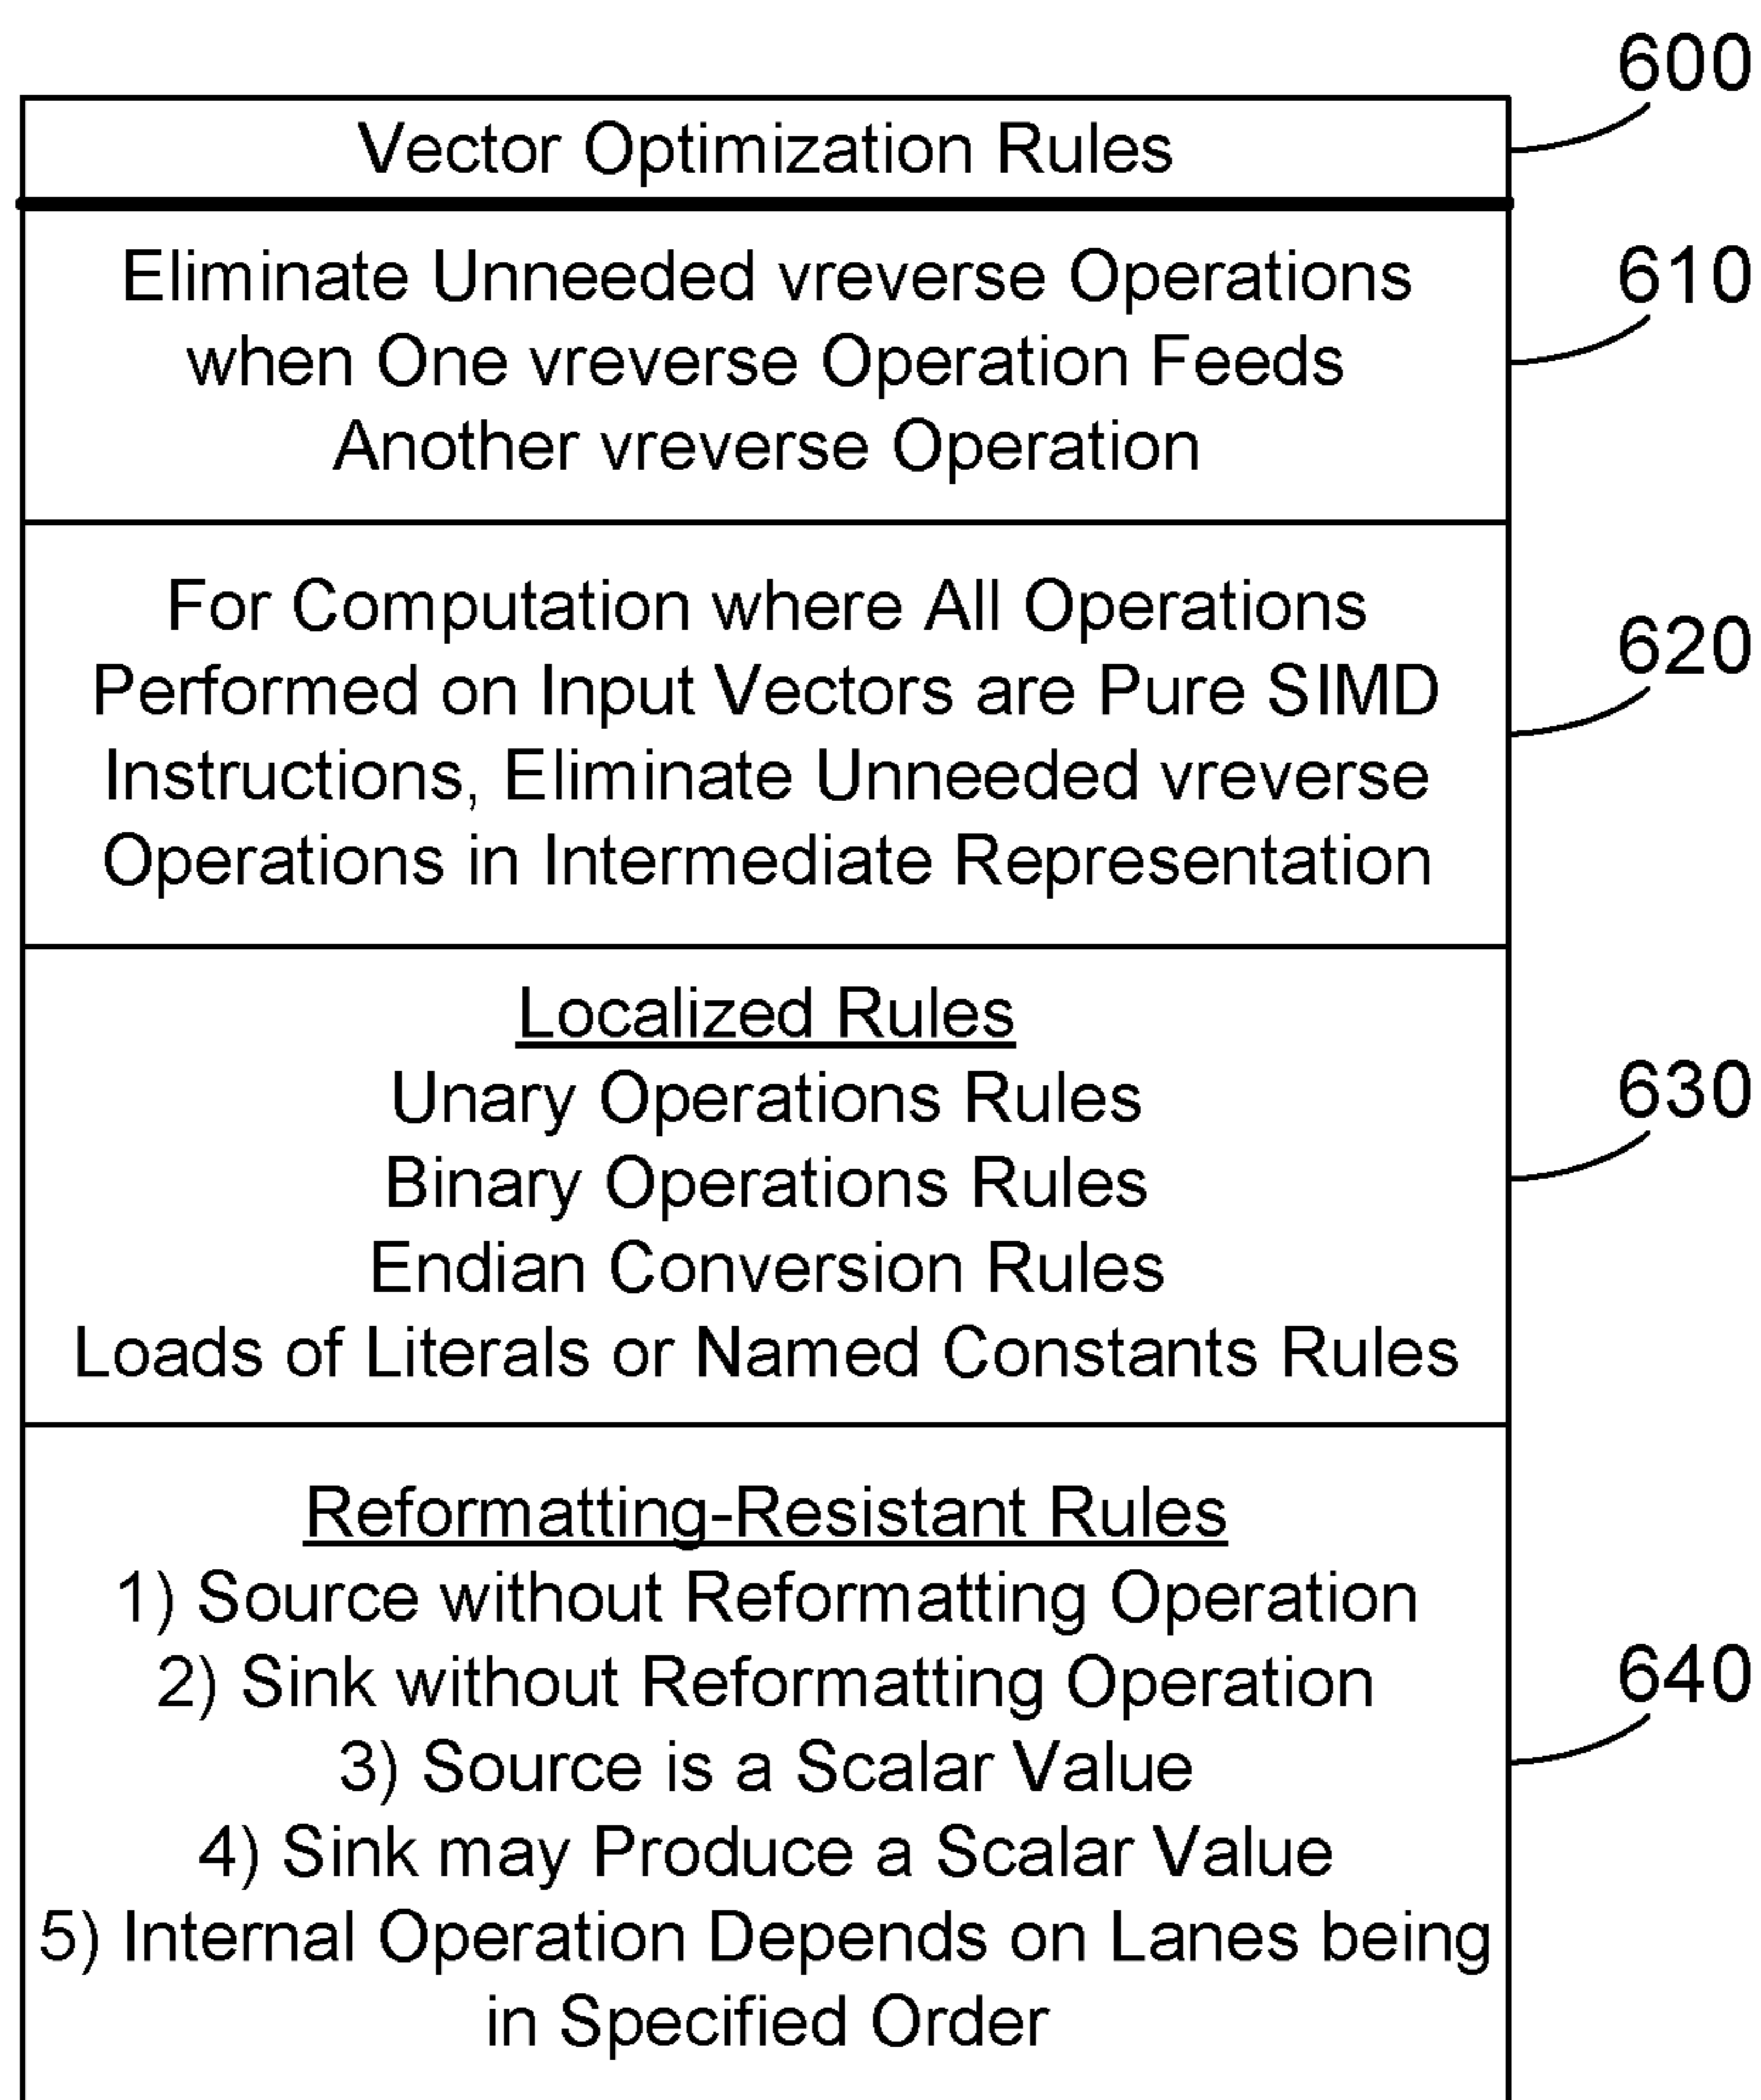 600
Vector Optimization Rules
Eliminate Unneeded vreverse Operations
when One vreverse Operation Feeds
Another vreverse Operation
610
For Computation where All Operations
Performed on Input Vectors are Pure SIMD
Instructions, Eliminate Unneeded vreverse
Operations in Intermediate Representation
620
Localized Rules
Unary Operations Rules
Binary Operations Rules
Endian Conversion Rules
Loads of Literals or Named Constants Rules
630
Reformatting-Resistant Rules
1) Source without Reformatting Operation
2) Sink without Reformatting Operation
3) Source is a Scalar Value
4) Sink may Produce a Scalar Value
5) Internal Operation Depends on Lanes being
in Specified Order
640